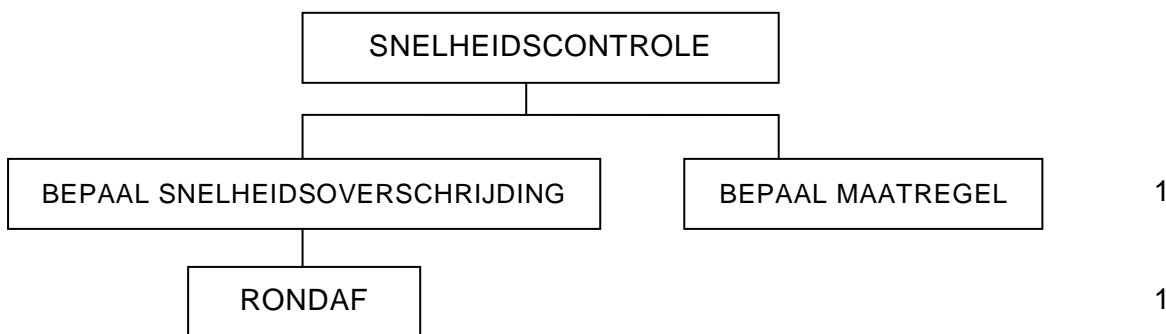 SNELHEIDSCONTROLE
BEPAAL SNELHEIDSOVERSCHRIJDING BEPAAL MAATREGEL 1
RONDAF 1